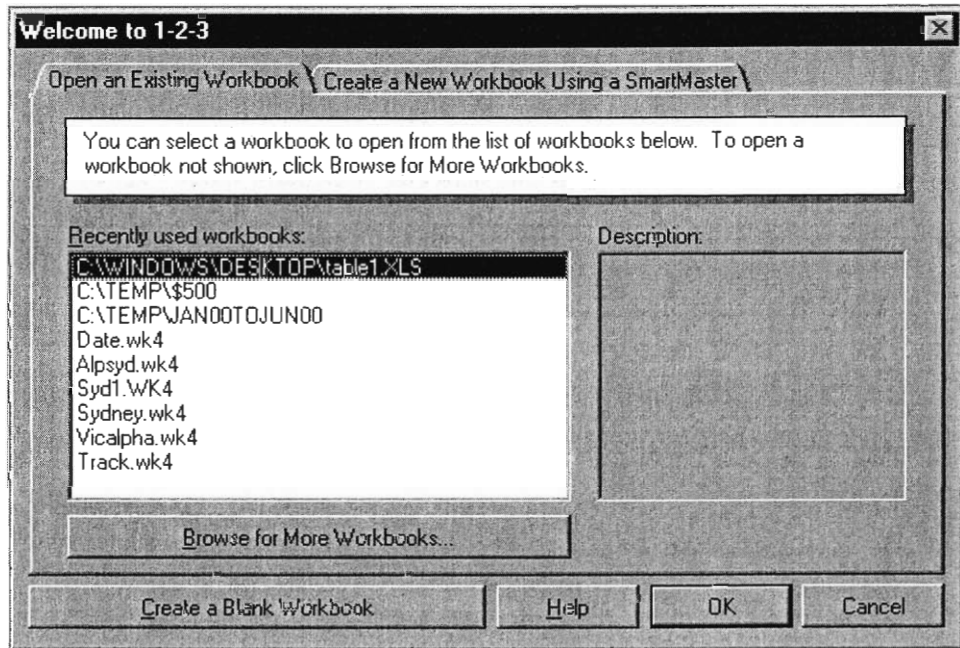 Welcome to 1-2-3
Open an Existing Workbook
Create a New Workbook Using a SmartMaster
You can select a workbook to open from the list of workbooks below. To open a
workbook not shown, click Browse for More Workbooks.
Recently used workbooks:
C:\WINDOWS\DESKTOP\table1.XLS
C:\TEMP\$500
C:\TEMP\JAN00TOJUN00
Date.wk4
Alpsyd.wk4
Syd1.WK4
Sydney.wk4
Vicalpha.wk4
Track.wk4
Description:
Browse for More Workbooks...
Create a Blank Workbook
Help
OK
Cancel